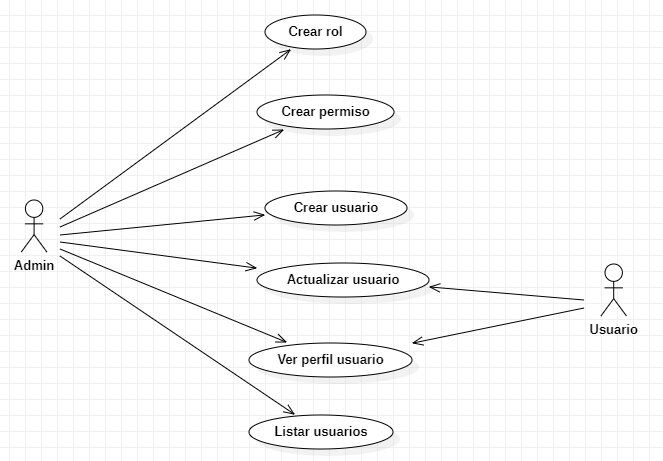 Crear rol
Crear permiso
Crear usuario
Admin
Actualizar usuario
Usuario
Ver perfil usuario
Listar usuarios